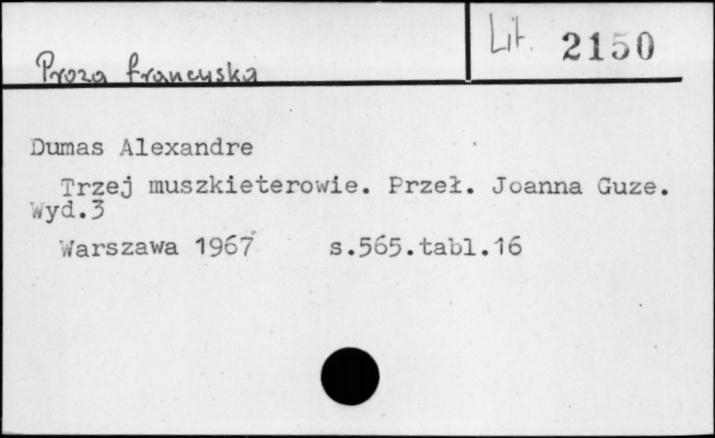 Lit. 2150
Proza francuska
Dumas Alexandre
Trzej muszkieterowie. Przeł. Joanna Guze.
Wyd.3
Warszawa 1967 s.565.tabl.16